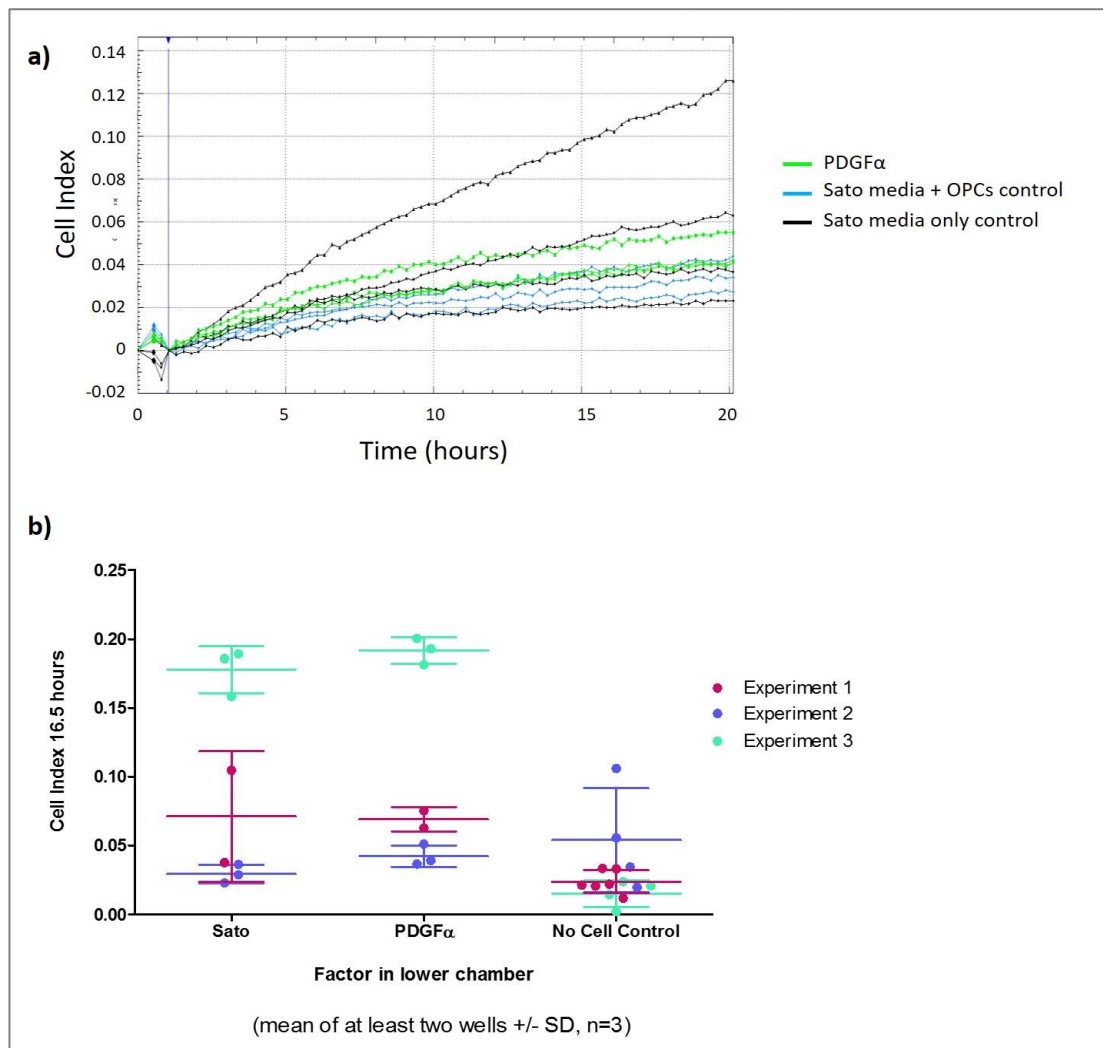 a)
0.14
0.12
0.10
0.08
0.06
0.04
0.02
0
-0.02
Cell Index
0 5 10 15 20
Time (hours)
PDGFα
Sato media + OPCs control
Sato media only control
b)
0.25
0.20
0.15
0.10
0.05
0.00
Cell Index 16.5 hours
Sato PDGFα No Cell Control
Factor in lower chamber
(mean of at least two wells +/- SD, n=3)
Experiment 1
Experiment 2
Experiment 3